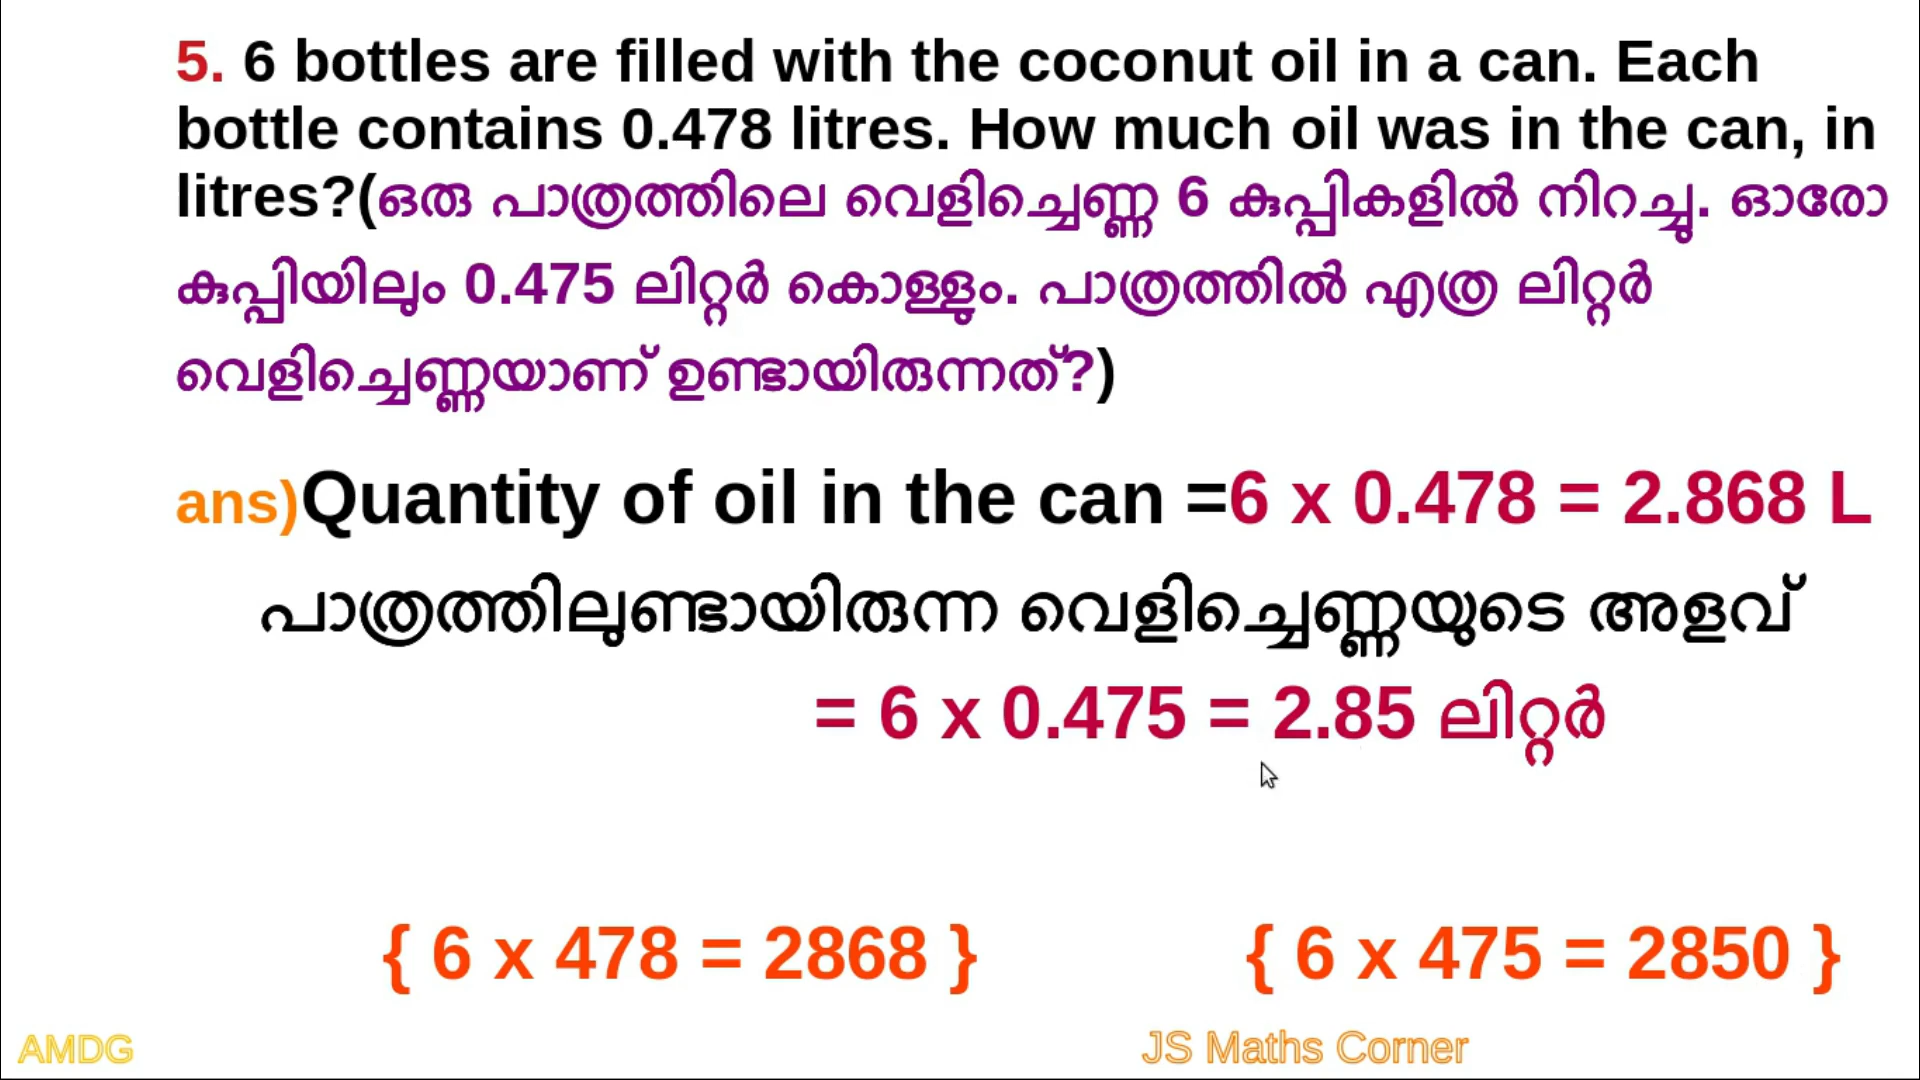 5. 6 bottles are filled with the coconut oil in a can. Each
bottle contains 0.478 litres. How much oil was in the can, in
litres?(ഒരു പാത്രത്തിലെ വെളിച്ചെണ്ണ 6 കുപ്പികളിൽ നിറച്ചു. ഓരോ
കുപ്പിയിലും 0.475 ലിറ്റർ കൊള്ളും. പാത്രത്തിൽ എത്ര ലിറ്റർ
വെളിച്ചെണ്ണയാണ് ഉണ്ടായിരുന്നത്?)
ans)Quantity of oil in the can =6 x 0.478 = 2.868 L
പാത്രത്തിലുണ്ടായിരുന്ന വെളിച്ചെണ്ണയുടെ അളവ്
= 6 x 0.475 = 2.85 ലിറ്റർ
{ 6 x 478 = 2868 } { 6 x 475 = 2850 }
AMDG JS Maths Corner